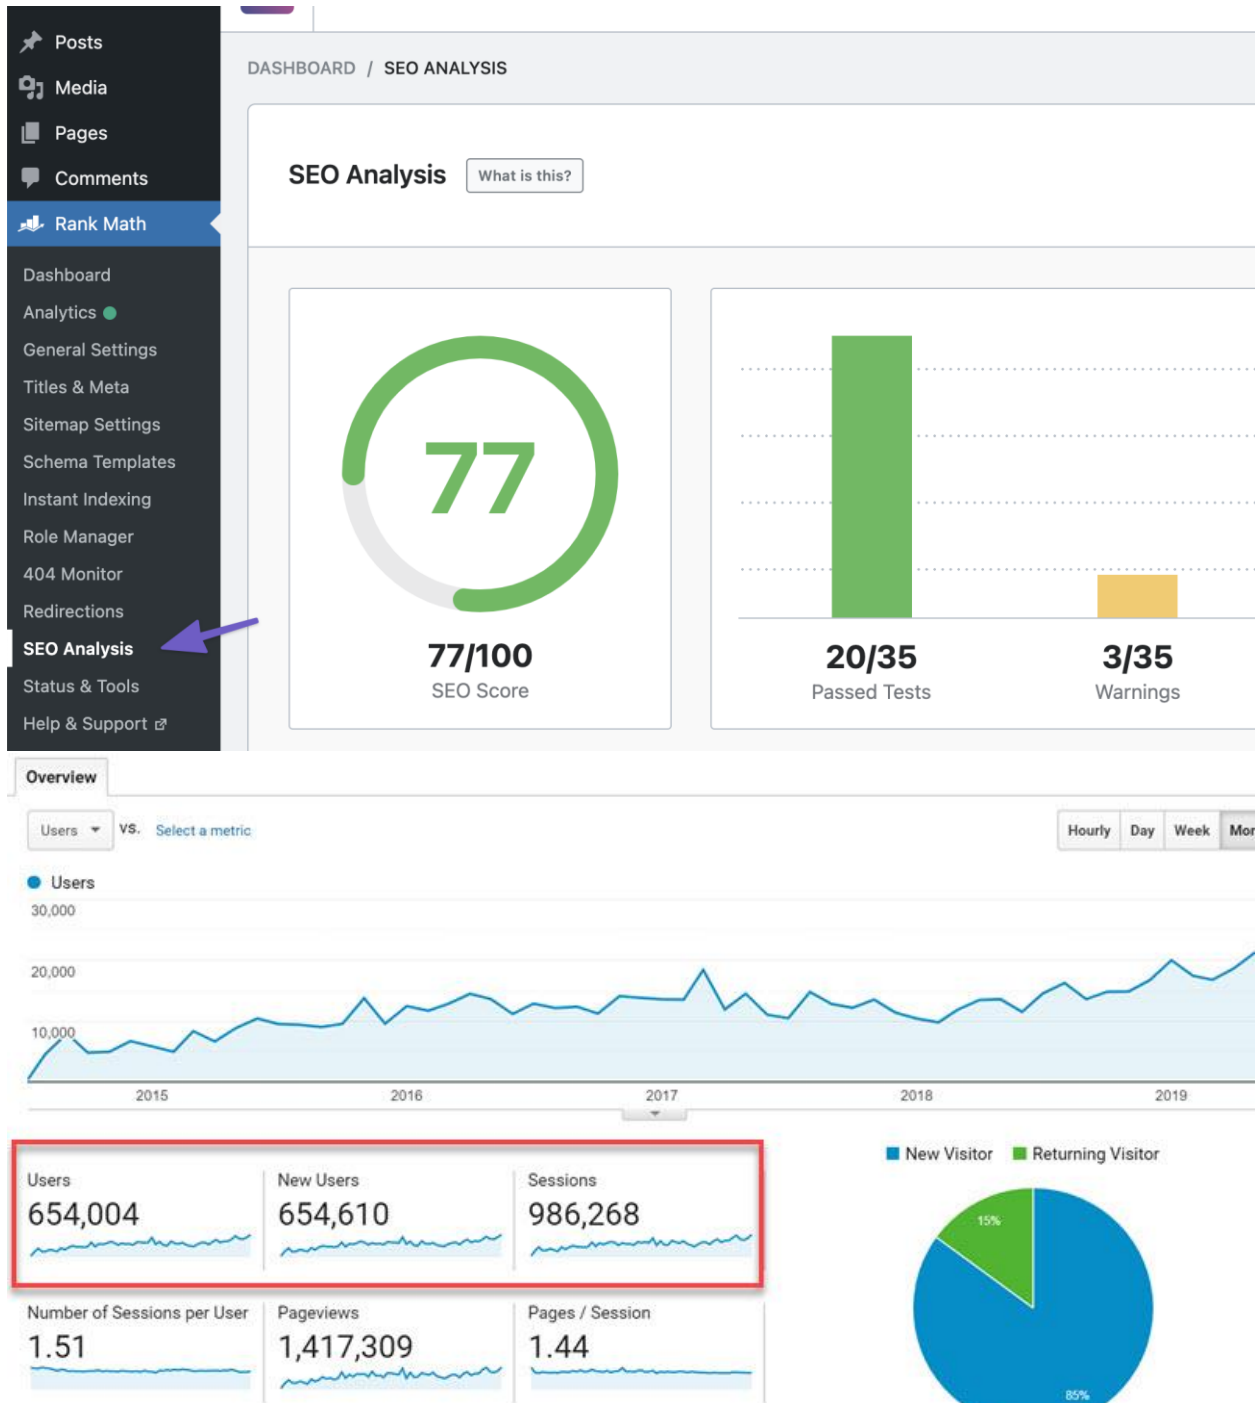 Posts
Media
Pages
Comments
Rank Math
Dashboard
Analytics
General Settings
Titles & Meta
Sitemap Settings
Schema Templates
Instant Indexing
Role Manager
404 Monitor
Redirections
SEO Analysis
Status & Tools
Help & Support
DASHBOARD / SEO ANALYSIS
SEO Analysis What is this?
77
77/100
SEO Score
20/35
Passed Tests
3/35
Warnings
Overview
Users VS. Select a metric
Hourly Day Week Mon
Users
30,000
20,000
10,000
2015 2016 2017 2018 2019
Users
654,004
New Users
654,610
Sessions
986,268
Number of Sessions per User
1.51
Pageviews
1,417,309
Pages / Session
1.44
New Visitor Returning Visitor
15%
85%